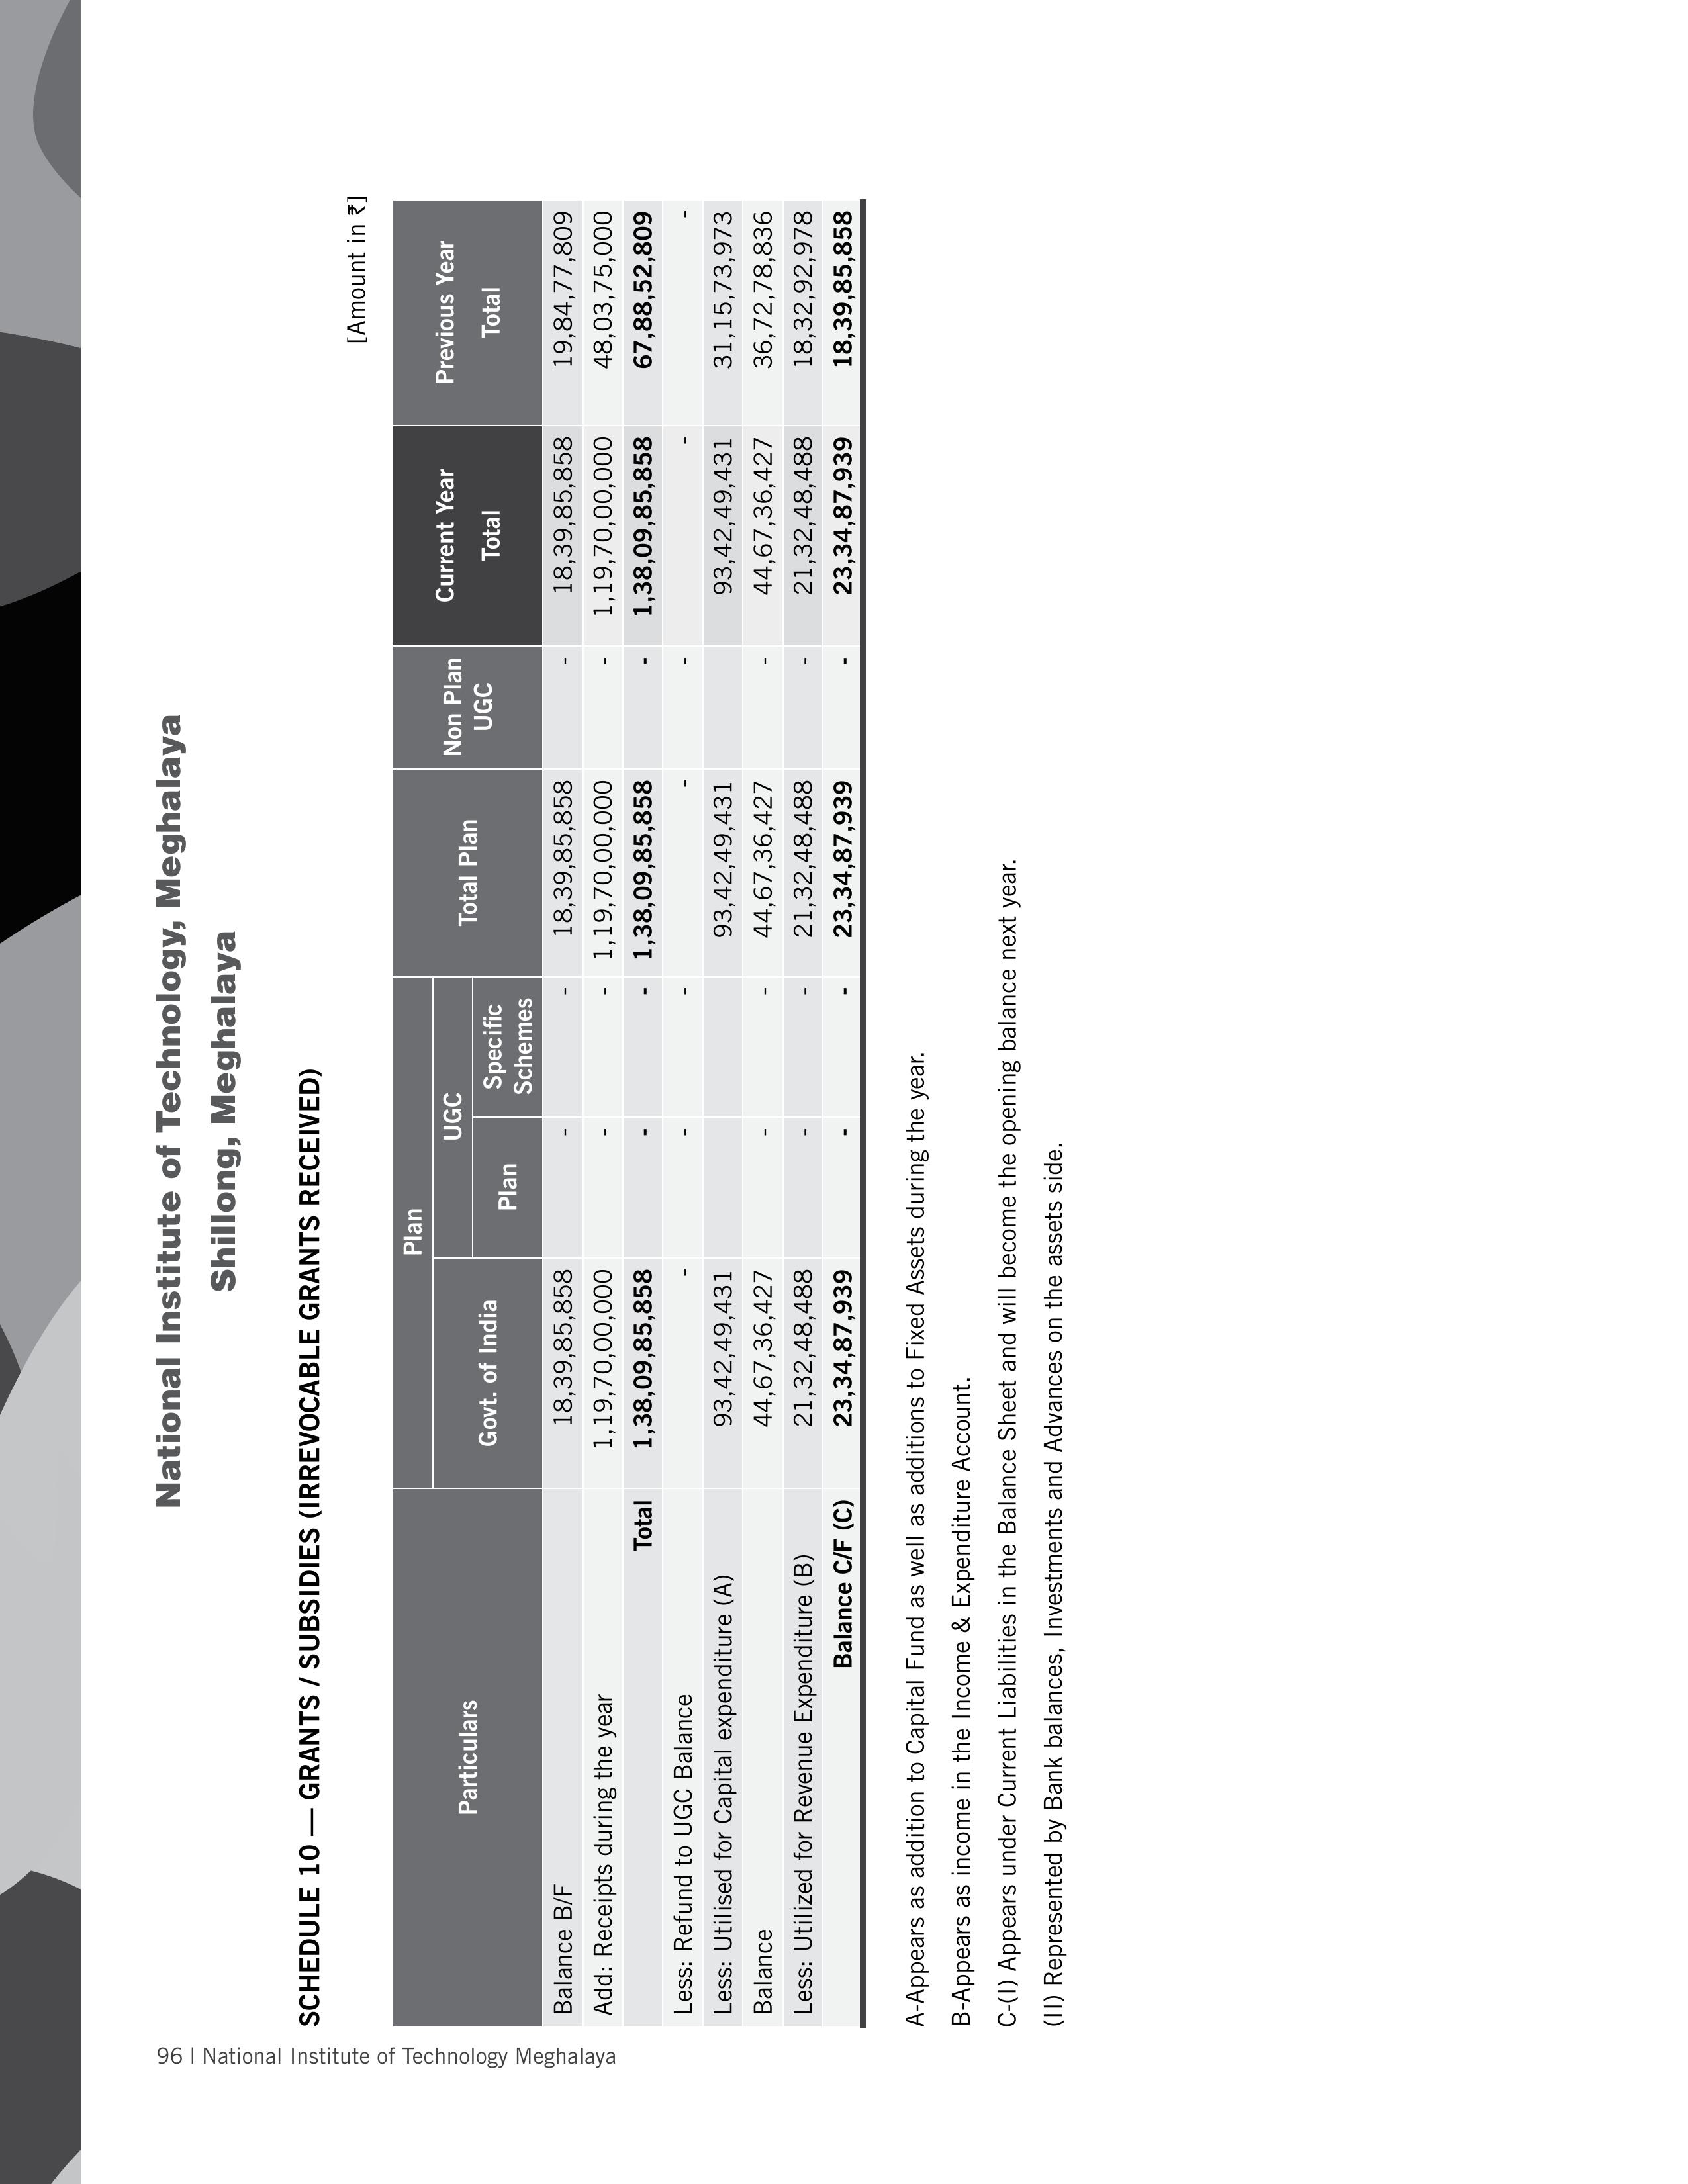 National Institute of Technology, Meghalaya
Shillong, Meghalaya
SCHEDULE 10 — GRANTS / SUBSIDIES (IRREVOCABLE GRANTS RECEIVED)
[Amount in ₹]
Particulars Plan Total Plan Non Plan UGC Current Year Total Previous Year Total
Govt. of India UGC
Plan Specific Schemes
Balance B/F 18,39,85,858 - - 18,39,85,858 - 18,39,85,858 19,84,77,809
Add: Receipts during the year 1,19,70,00,000 - - 1,19,70,00,000 - 1,19,70,00,000 48,03,75,000
Total 1,38,09,85,858 - - 1,38,09,85,858 - 1,38,09,85,858 67,88,52,809
Less: Refund to UGC Balance - - - - - - -
Less: Utilised for Capital expenditure (A) 93,42,49,431 93,42,49,431 93,42,49,431 31,15,73,973
Balance 44,67,36,427 - - 44,67,36,427 - 44,67,36,427 36,72,78,836
Less: Utilized for Revenue Expenditure (B) 21,32,48,488 - - 21,32,48,488 - 21,32,48,488 18,32,92,978
Balance C/F (C) 23,34,87,939 - - 23,34,87,939 - 23,34,87,939 18,39,85,858
A-Appears as addition to Capital Fund as well as additions to Fixed Assets during the year.
B-Appears as income in the Income & Expenditure Account.
C-(I) Appears under Current Liabilities in the Balance Sheet and will become the opening balance next year.
(II) Represented by Bank balances, Investments and Advances on the assets side.
96 | National Institute of Technology Meghalaya